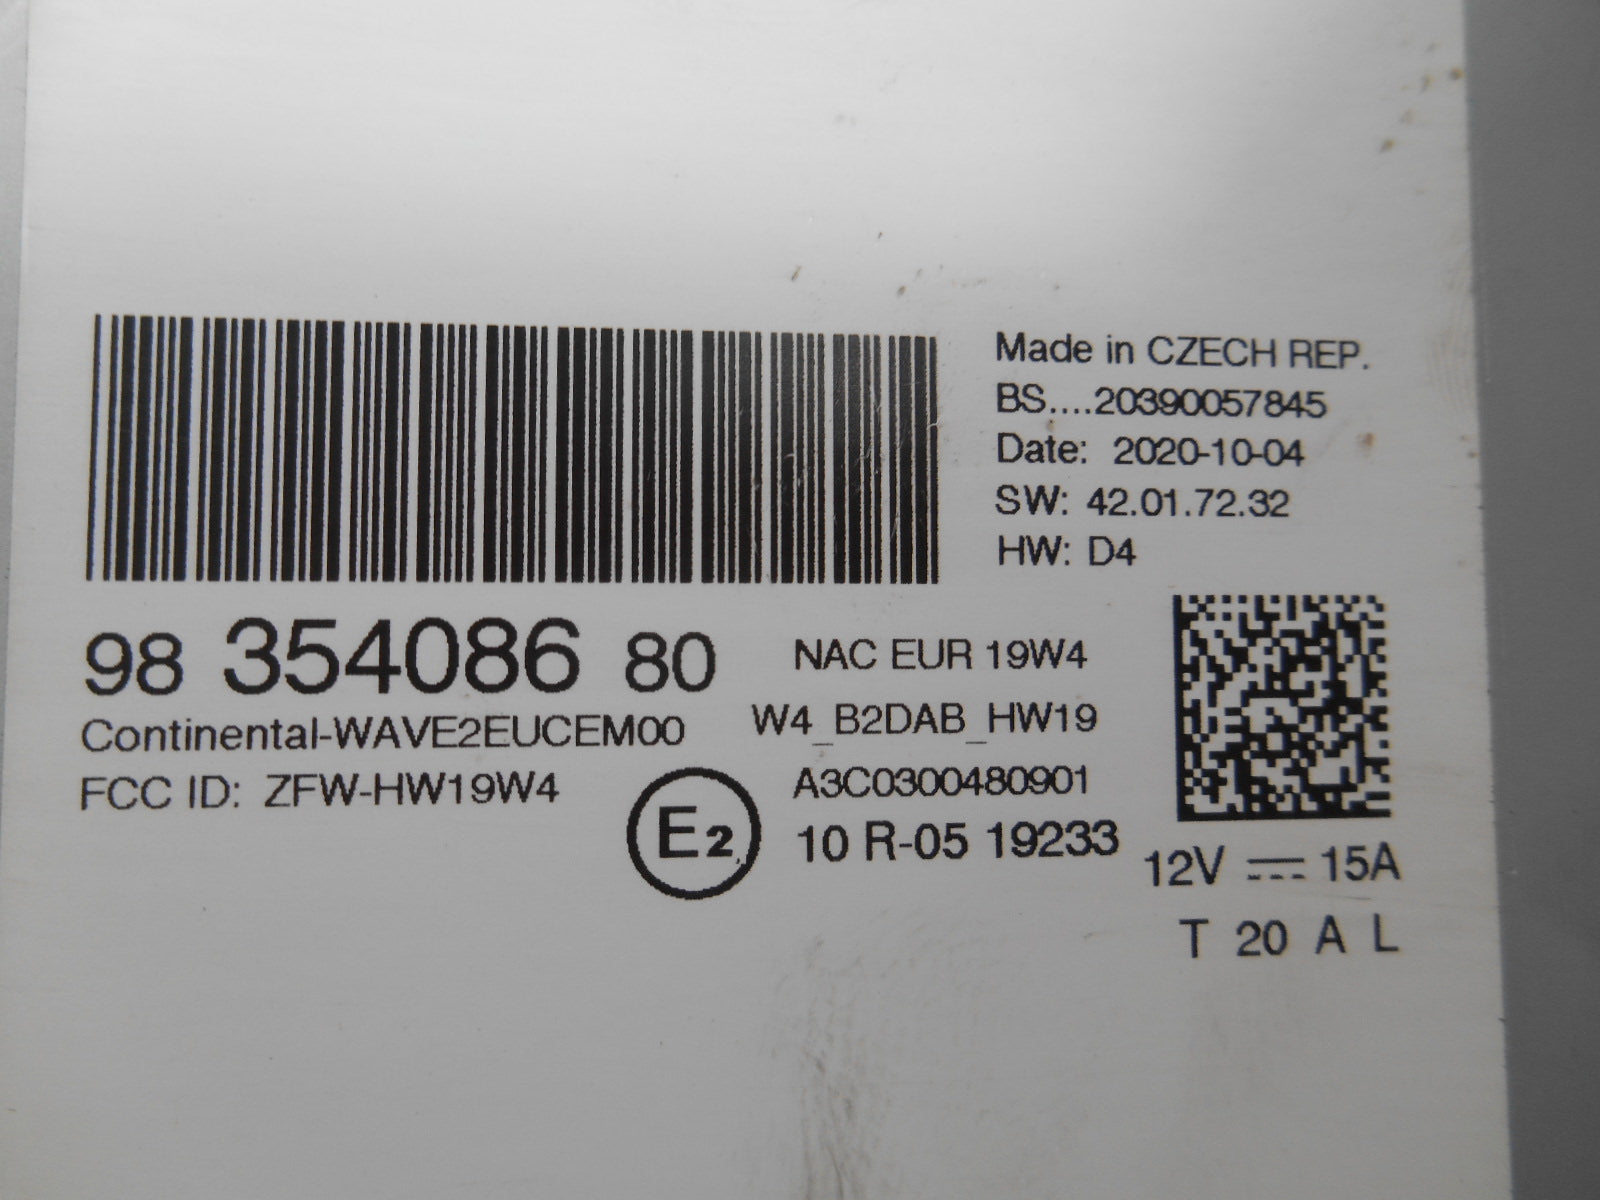 Made in CZECH REP.
BS....20390057845
Date: 2020-10-04
SW: 42.01.72.32
HW: D4
98 354086 80
Continental-WAVE2EUCEM00
FCC ID: ZFW-HW19W4
NAC EUR 19W4
W4_B2DAB_HW19
A3C0300480901
E2
10 R-05 19233
12V ⎓ 15A
T 20 A L